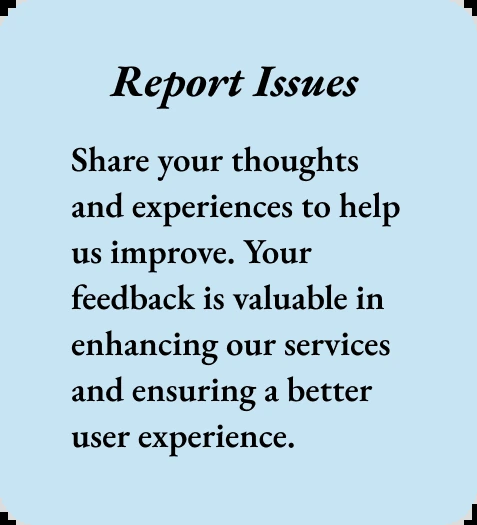 Report Issues
Share your thoughts
and experiences to help
us improve. Your
feedback is valuable in
enhancing our services
and ensuring a better
user experience.